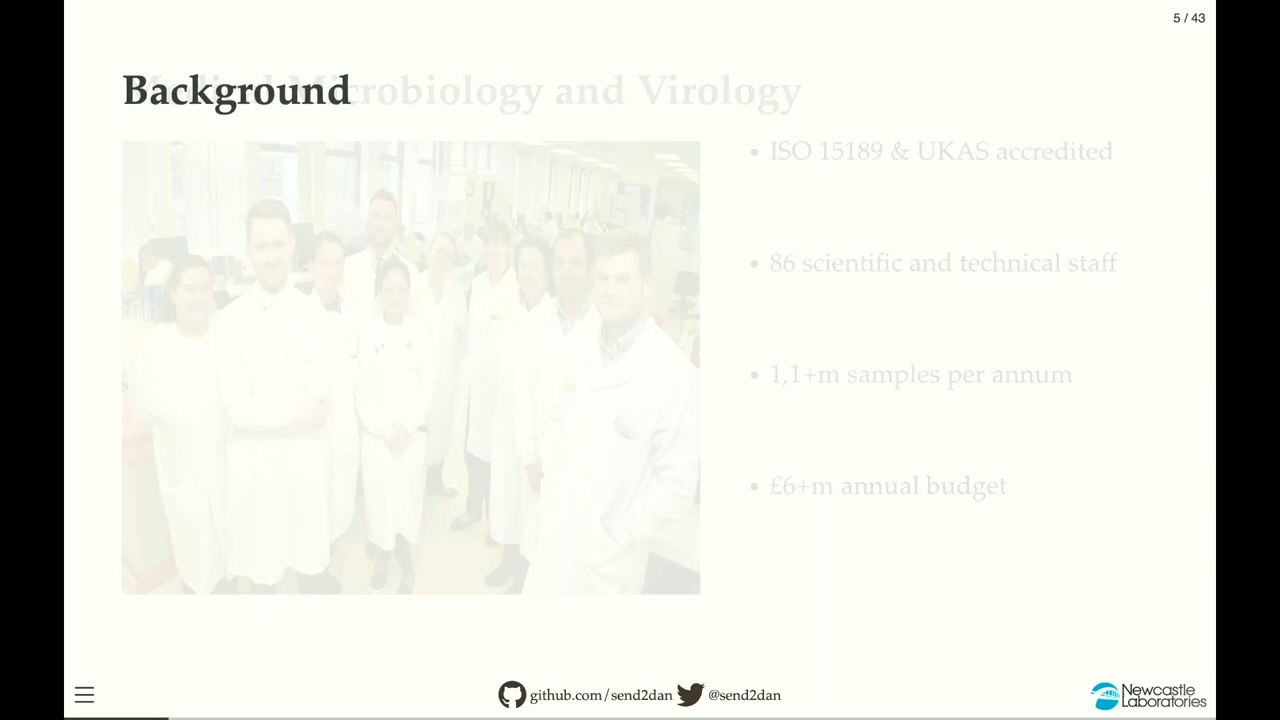 5 / 43
Background
Medical Microbiology and Virology
• ISO 15189 & UKAS accredited
• 86 scientific and technical staff
• 1,1+m samples per annum
• £6+m annual budget
github.com/send2dan @send2dan
Newcastle
Laboratories